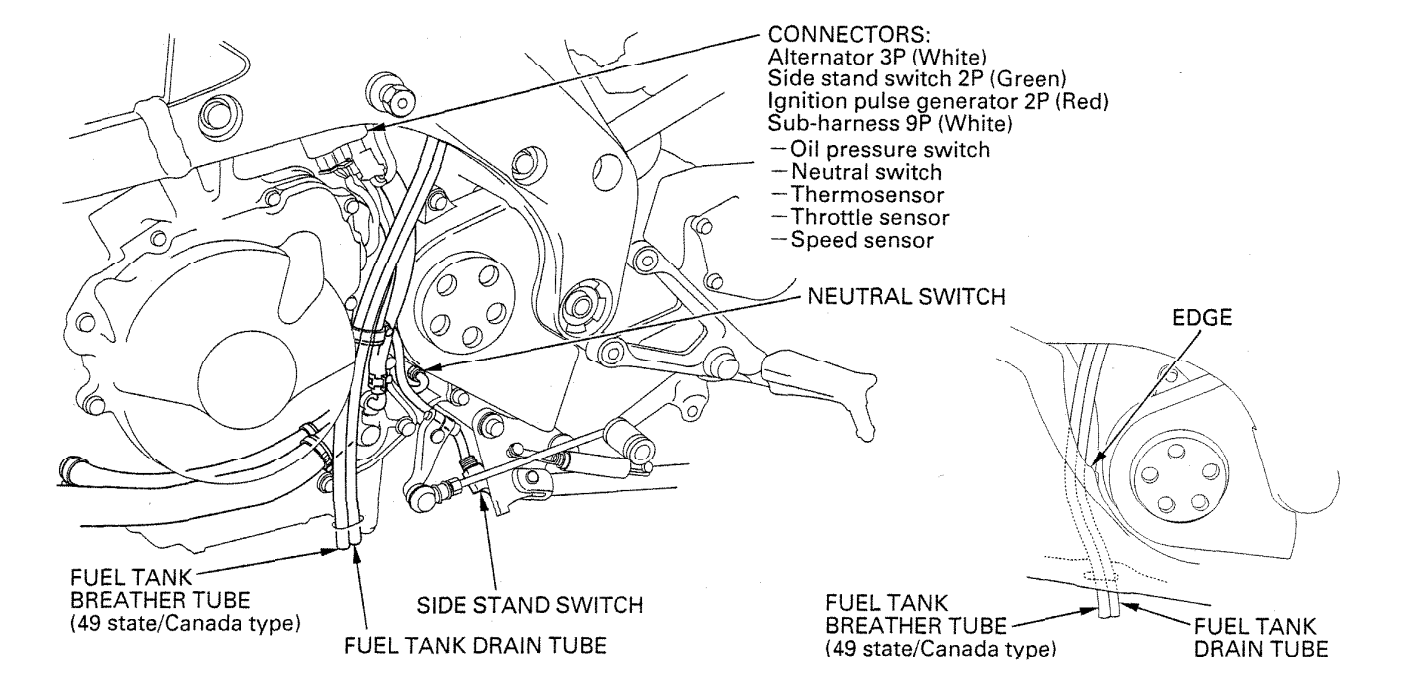 CONNECTORS:
Alternator 3P (White)
Side stand switch 2P (Green)
Ignition pulse generator 2P (Red)
Sub-harness 9P (White)
—Oil pressure switch
—Neutral switch
—Thermosensor
—Throttle sensor
—Speed sensor
NEUTRAL SWITCH
EDGE
FUEL TANK
BREATHER TUBE
(49 state/Canada type)
SIDE STAND SWITCH
FUEL TANK DRAIN TUBE
FUEL TANK
BREATHER TUBE
(49 state/Canada type)
FUEL TANK
DRAIN TUBE